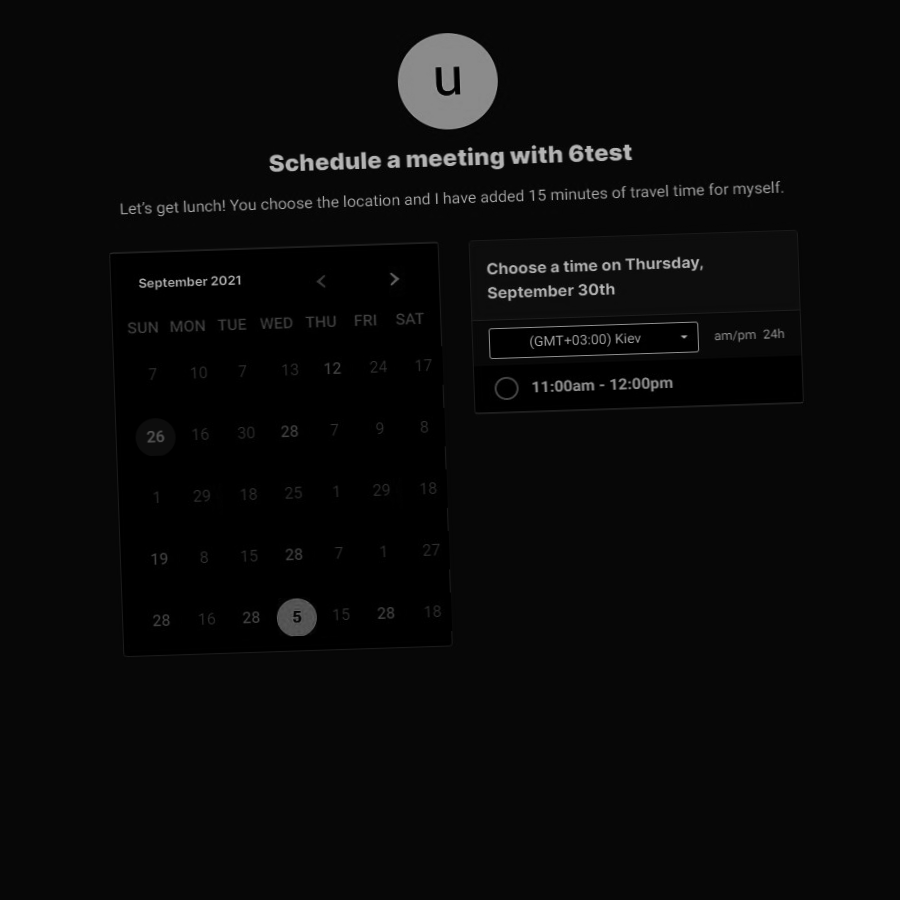 u
Schedule a meeting with 6test
Let's get lunch! You choose the location and I have added 15 minutes of travel time for myself.
September 2021
SUN MON TUE WED THU FRI SAT
7 10 7 13 12 24 17
26 16 30 28 7 9 8
1 29 18 25 1 29 18
19 8 15 28 7 1 27
28 16 28 5 15 28 18
Choose a time on Thursday,
September 30th
(GMT+03:00) Kiev
am/pm 24h
11:00am - 12:00pm